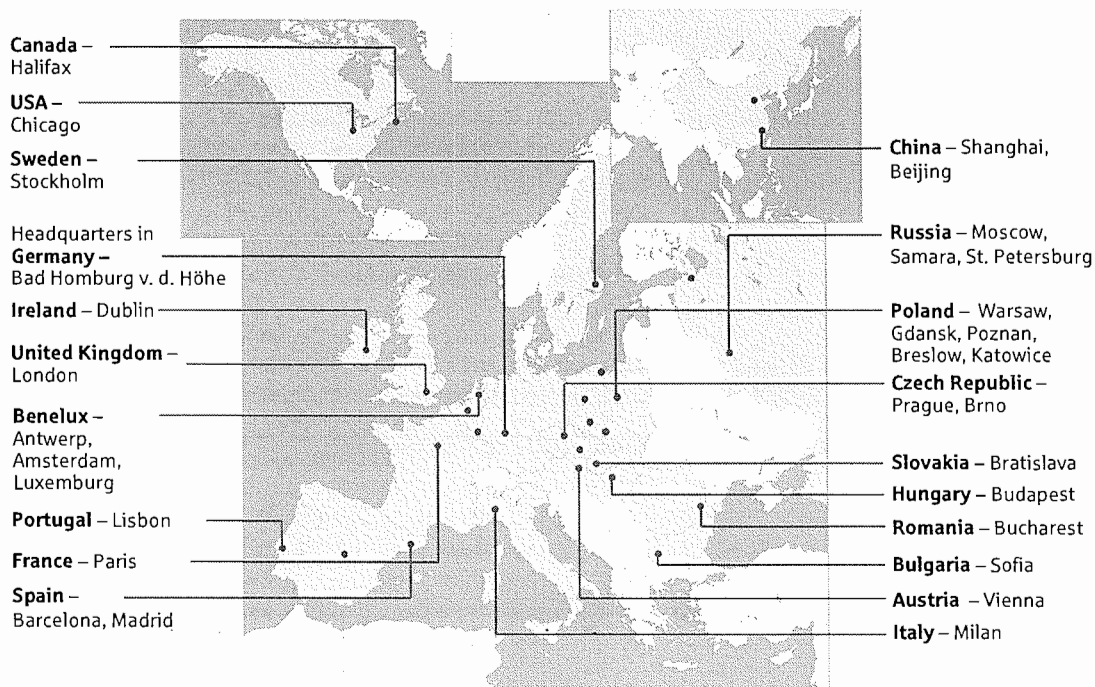 Canada –
Halifax
USA –
Chicago
Sweden –
Stockholm
Headquarters in
Germany –
Bad Homburg v. d. Höhe
Ireland – Dublin
United Kingdom –
London
Benelux –
Antwerp,
Amsterdam,
Luxemburg
Portugal – Lisbon
France – Paris
Spain –
Barcelona, Madrid
China – Shanghai,
Beijing
Russia – Moscow,
Samara, St. Petersburg
Poland – Warsaw,
Gdansk, Poznan,
Breslow, Katowice
Czech Republic –
Prague, Brno
Slovakia – Bratislava
Hungary – Budapest
Romania – Bucharest
Bulgaria – Sofia
Austria – Vienna
Italy – Milan